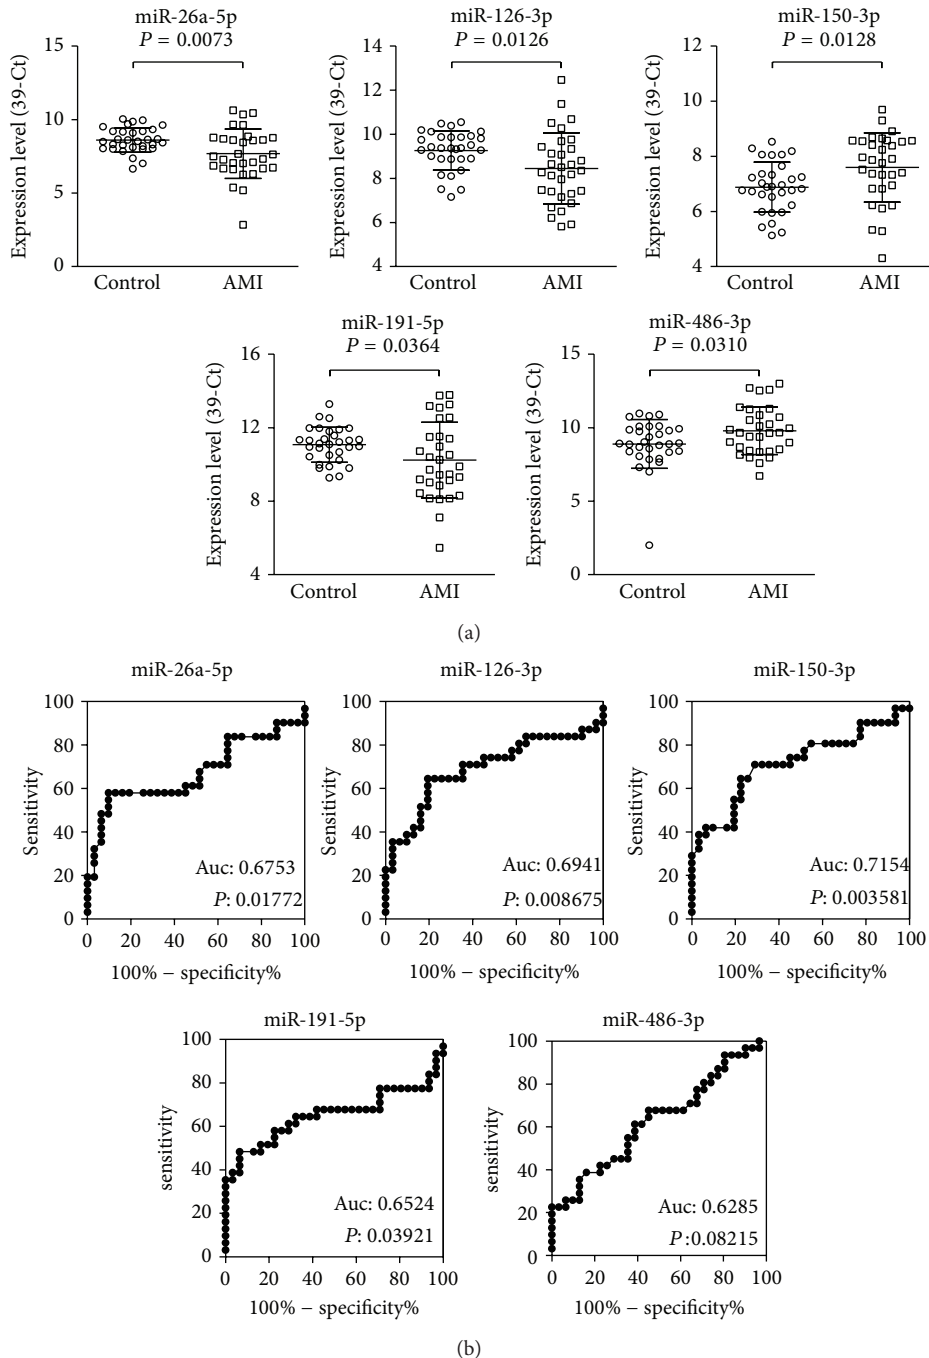 miR-26a-5p
P = 0.0073
Expression level (39-Ct)
15
10
5
0
Control
AMI
miR-126-3p
P = 0.0126
Expression level (39-Ct)
14
12
10
8
6
4
Control
AMI
miR-150-3p
P = 0.0128
Expression level (39-Ct)
12
10
8
6
4
Control
AMI
miR-191-5p
P = 0.0364
Expression level (39-Ct)
16
12
8
4
Control
AMI
miR-486-3p
P = 0.0310
Expression level (39-Ct)
15
10
5
0
Control
AMI
(a)
miR-26a-5p
Sensitivity
100
80
60
40
20
0
Auc: 0.6753
P: 0.01772
0 20 40 60 80 100
100% − specificity%
miR-126-3p
Sensitivity
100
80
60
40
20
0
Auc: 0.6941
P: 0.008675
0 20 40 60 80 100
100% − specificity%
miR-150-3p
Sensitivity
100
80
60
40
20
0
Auc: 0.7154
P: 0.003581
0 20 40 60 80 100
100% − specificity%
miR-191-5p
sensitivity
100
80
60
40
20
0
Auc: 0.6524
P: 0.03921
0 20 40 60 80 100
100% − specificity%
miR-486-3p
sensitivity
100
80
60
40
20
0
Auc: 0.6285
P :0.08215
0 20 40 60 80 100
100% − specificity%
(b)